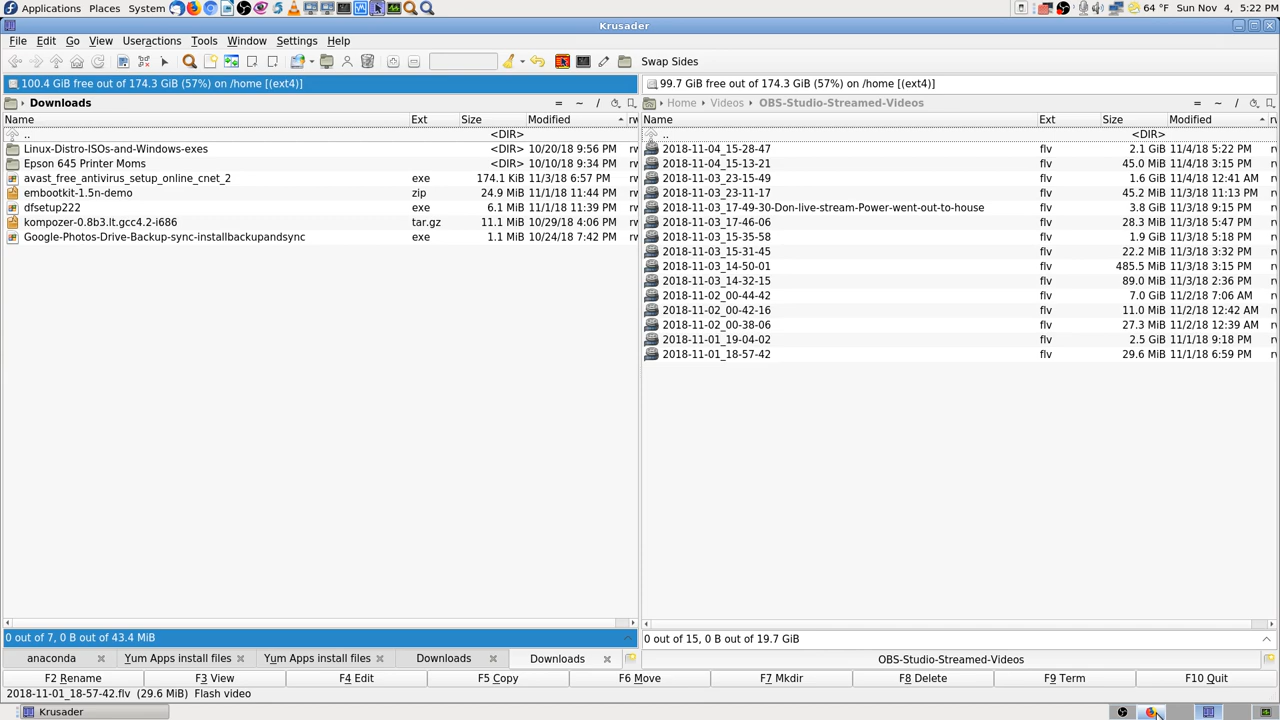 Applications Places System 64 °F Sun Nov 4, 5:22 PM
Krusader
File Edit Go View Useractions Tools Window Settings Help
Swap Sides
100.4 GiB free out of 174.3 GiB (57%) on /home [(ext4)]
99.7 GiB free out of 174.3 GiB (57%) on /home [(ext4)]
Downloads = ~ /
Home Videos OBS-Studio-Streamed-Videos = ~ /
Name Ext Size Modified rw
.. <DIR>
Linux-Distro-ISOs-and-Windows-exes <DIR> 10/20/18 9:56 PM
Epson 645 Printer Moms <DIR> 10/10/18 9:34 PM
avast_free_antivirus_setup_online_cnet_2 exe 174.1 KiB 11/3/18 6:57 PM
embootkit-1.5n-demo zip 24.9 MiB 11/1/18 11:44 PM
dfsetup222 exe 6.1 MiB 11/1/18 11:39 PM
kompozer-0.8b3.lt.gcc4.2-i686 tar.gz 11.1 MiB 10/29/18 4:06 PM
Google-Photos-Drive-Backup-sync-installbackupandsync exe 1.1 MiB 10/24/18 7:42 PM
Name Ext Size Modified
.. <DIR>
2018-11-04_15-28-47 flv 2.1 GiB 11/4/18 5:22 PM
2018-11-04_15-13-21 flv 45.0 MiB 11/4/18 3:15 PM
2018-11-03_23-15-49 flv 1.6 GiB 11/4/18 12:41 AM
2018-11-03_23-11-17 flv 45.2 MiB 11/3/18 11:13 PM
2018-11-03_17-49-30-Don-live-stream-Power-went-out-to-house flv 3.8 GiB 11/3/18 9:15 PM
2018-11-03_17-46-06 flv 28.3 MiB 11/3/18 5:47 PM
2018-11-03_15-35-58 flv 1.9 GiB 11/3/18 5:18 PM
2018-11-03_15-31-45 flv 22.2 MiB 11/3/18 3:32 PM
2018-11-03_14-50-01 flv 485.5 MiB 11/3/18 3:15 PM
2018-11-03_14-32-15 flv 89.0 MiB 11/3/18 2:36 PM
2018-11-02_00-44-42 flv 7.0 GiB 11/2/18 7:06 AM
2018-11-02_00-42-16 flv 11.0 MiB 11/2/18 12:42 AM
2018-11-02_00-38-06 flv 27.3 MiB 11/2/18 12:39 AM
2018-11-01_19-04-02 flv 2.5 GiB 11/1/18 9:18 PM
2018-11-01_18-57-42 flv 29.6 MiB 11/1/18 6:59 PM
0 out of 7, 0 B out of 43.4 MiB
0 out of 15, 0 B out of 19.7 GiB
anaconda Yum Apps install files Yum Apps install files Downloads Downloads
OBS-Studio-Streamed-Videos
F2 Rename F3 View F4 Edit F5 Copy F6 Move F7 Mkdir F8 Delete F9 Term F10 Quit
2018-11-01_18-57-42.flv (29.6 MiB) Flash video
Krusader